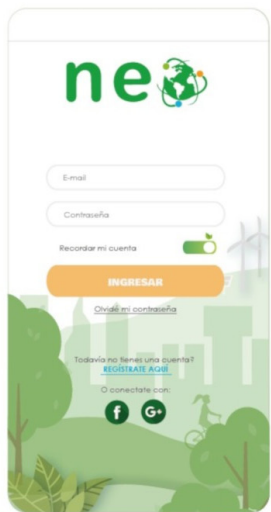 neo
E-mail
Contraseña
Recordar mi cuenta
INGRESAR
Olvidé mi contraseña
Todavía no tienes una cuenta?
REGÍSTRATE AQUÍ
O conectate con:
f G+